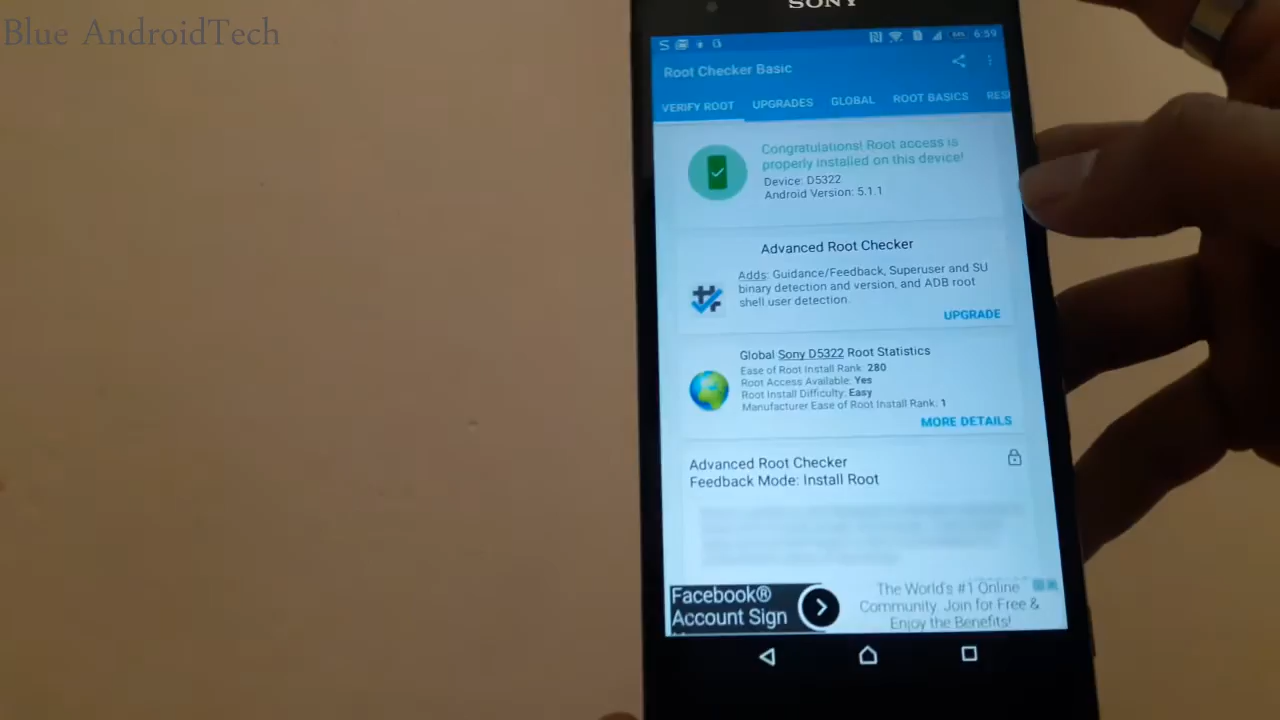 Blue AndroidTech
SONY
6:59
Root Checker Basic
VERIFY ROOT UPGRADES GLOBAL ROOT BASICS RES
Congratulations! Root access is
properly installed on this device!
Device: D5322
Android Version: 5.1.1
Advanced Root Checker
Adds: Guidance/Feedback, Superuser and SU
binary detection and version, and ADB root
shell user detection.
UPGRADE
Global Sony D5322 Root Statistics
Ease of Root Install Rank: 280
Root Access Available: Yes
Root Install Difficulty: Easy
Manufacturer Ease of Root Install Rank: 1
MORE DETAILS
Advanced Root Checker
Feedback Mode: Install Root
Facebook®
Account Sign
The World's #1 Online
Community. Join for Free &
Enjoy the Benefits!